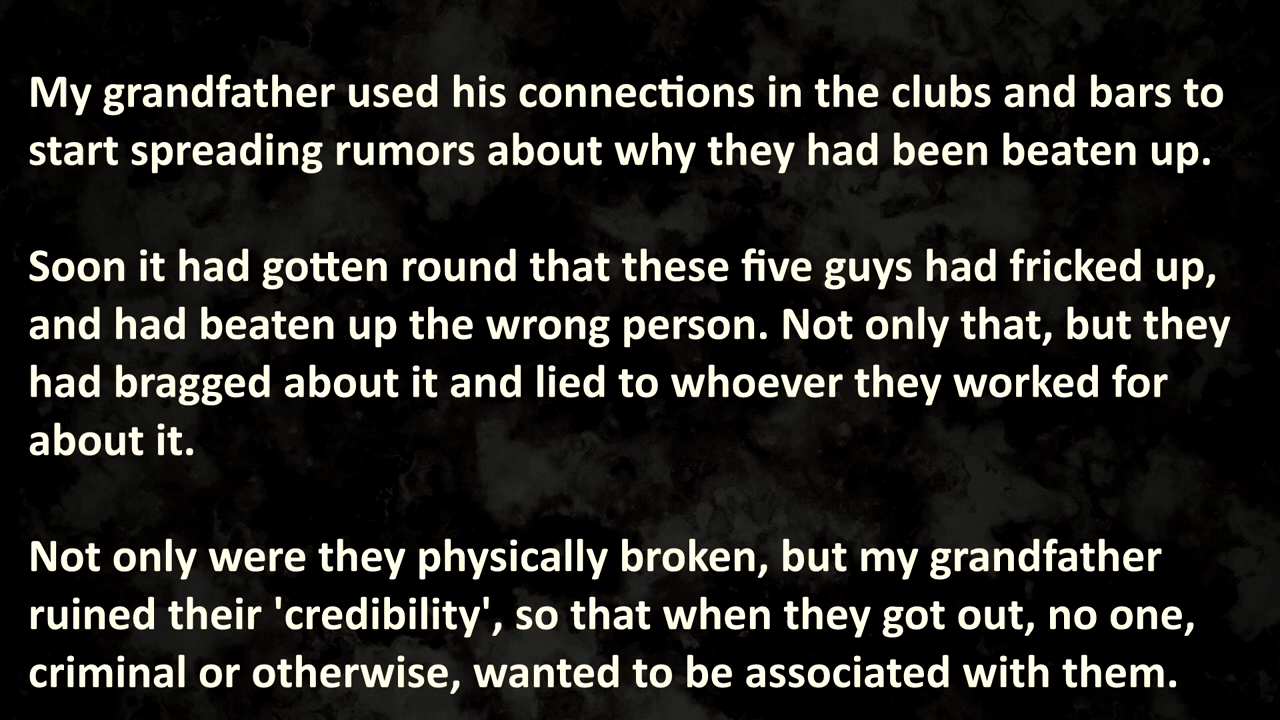 My grandfather used his connections in the clubs and bars to
start spreading rumors about why they had been beaten up.
Soon it had gotten round that these five guys had fricked up,
and had beaten up the wrong person. Not only that, but they
had bragged about it and lied to whoever they worked for
about it.
Not only were they physically broken, but my grandfather
ruined their 'credibility', so that when they got out, no one,
criminal or otherwise, wanted to be associated with them.